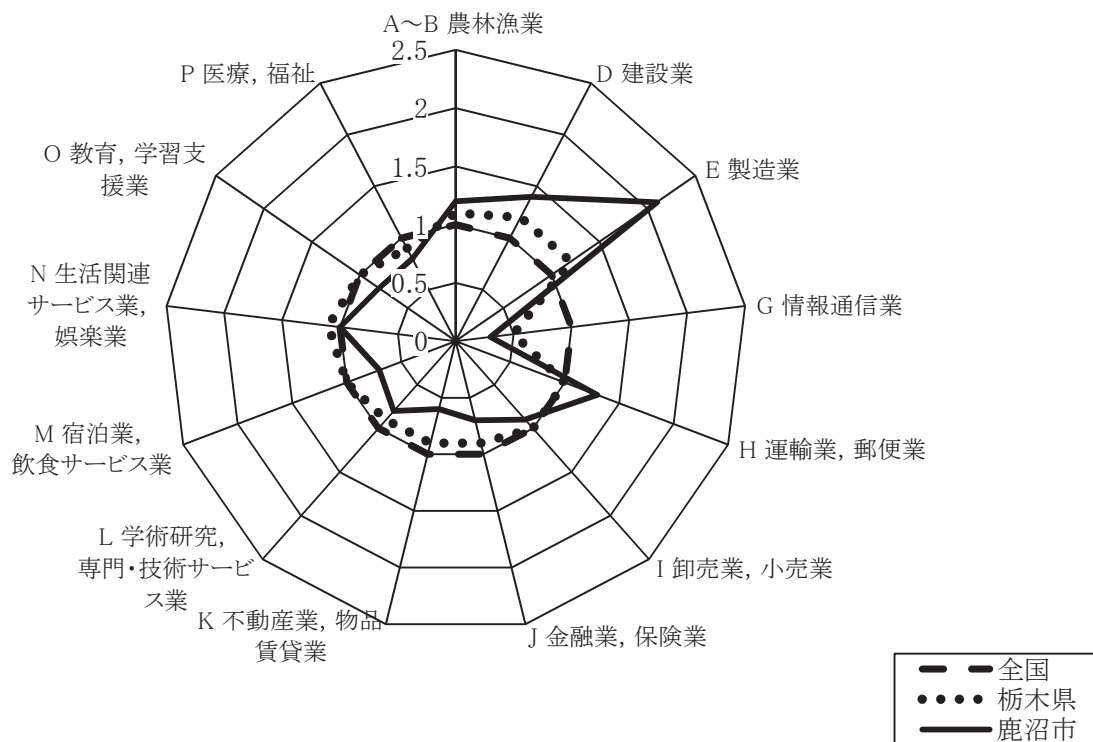 A～B 農林漁業
D 建設業
E 製造業
G 情報通信業
H 運輸業, 郵便業
I 卸売業, 小売業
J 金融業, 保険業
K 不動産業, 物品
賃貸業
L 学術研究,
専門・技術サービ
ス業
M 宿泊業,
飲食サービス業
N 生活関連
サービス業,
娯楽業
O 教育, 学習支
援業
P 医療, 福祉
2.5
2
1.5
1
0.5
0
全国
栃木県
鹿沼市